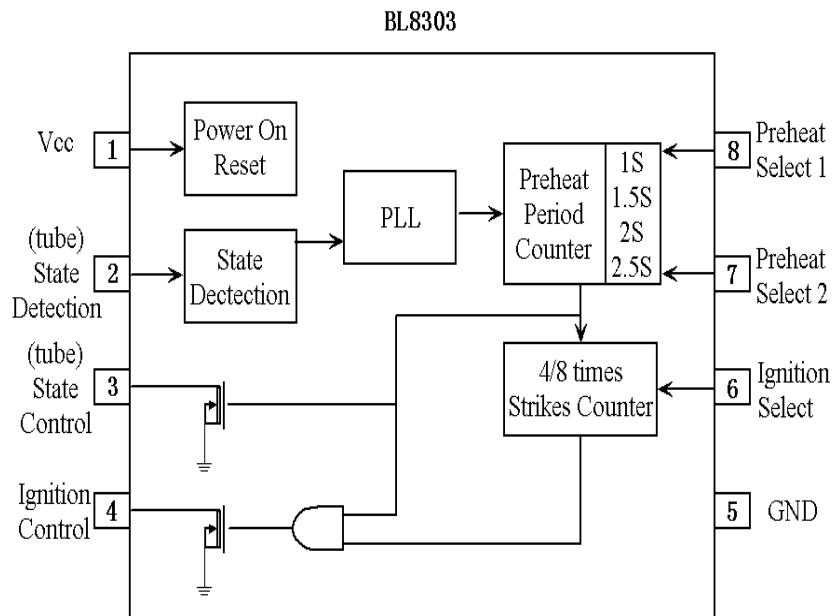 BL8303
Vcc
1
Power On
Reset
8
Preheat
Select 1
Preheat
Period
Counter
1S
1.5S
2S
2.5S
PLL
(tube)
State
Detection
2
State
Dectection
7
Preheat
Select 2
(tube)
State
Control
3
4/8 times
Strikes Counter
6
Ignition
Select
Ignition
Control
4
5
GND